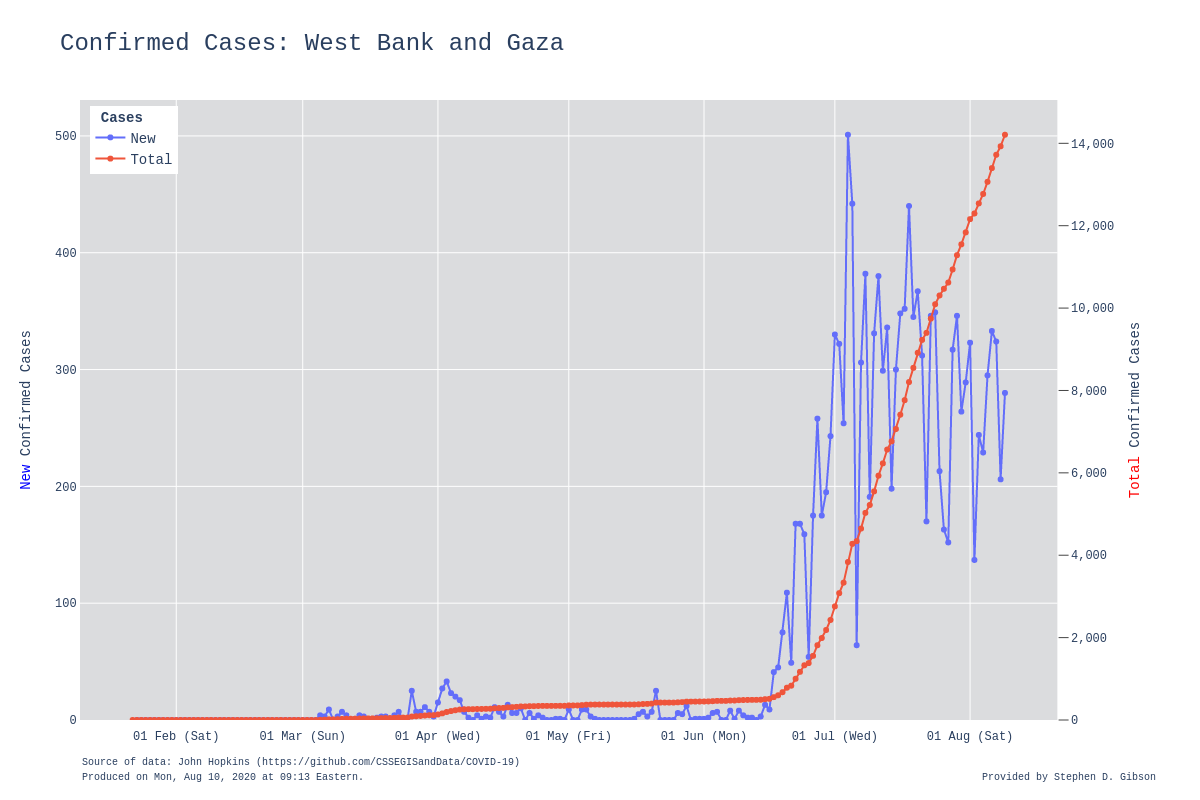 Confirmed Cases: West Bank and Gaza
Cases
New
Total
500
400
300
200
100
0
New Confirmed Cases
14,000
12,000
10,000
8,000
6,000
4,000
2,000
0
Total Confirmed Cases
01 Feb (Sat)
01 Mar (Sun)
01 Apr (Wed)
01 May (Fri)
01 Jun (Mon)
01 Jul (Wed)
01 Aug (Sat)
Source of data: John Hopkins (https://github.com/CSSEGISandData/COVID-19)
Produced on Mon, Aug 10, 2020 at 09:13 Eastern.
Provided by Stephen D. Gibson